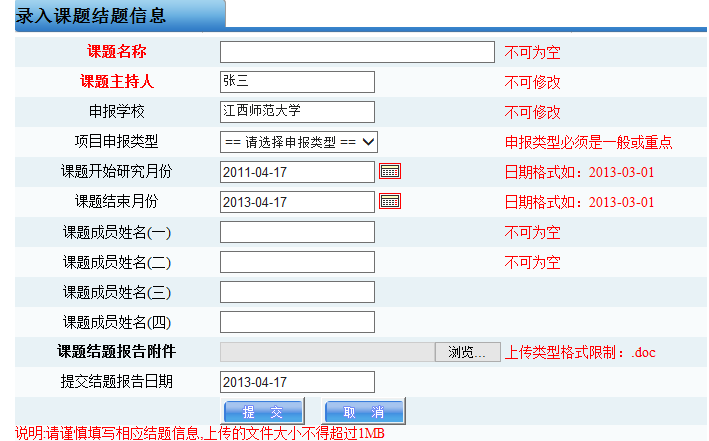 录入课题结题信息
课题名称 不可为空
课题主持人 张三 不可修改
申报学校 江西师范大学 不可修改
项目申报类型 == 请选择申报类型 == 申报类型必须是一般或重点
课题开始研究月份 2011-04-17 日期格式如：2013-03-01
课题结束月份 2013-04-17 日期格式如：2013-03-01
课题成员姓名(一) 不可为空
课题成员姓名(二) 不可为空
课题成员姓名(三)
课题成员姓名(四)
课题结题报告附件 浏览... 上传类型格式限制：.doc
提交结题报告日期 2013-04-17
提 交 取 消
说明:请谨慎填写相应结题信息,上传的文件大小不得超过1MB